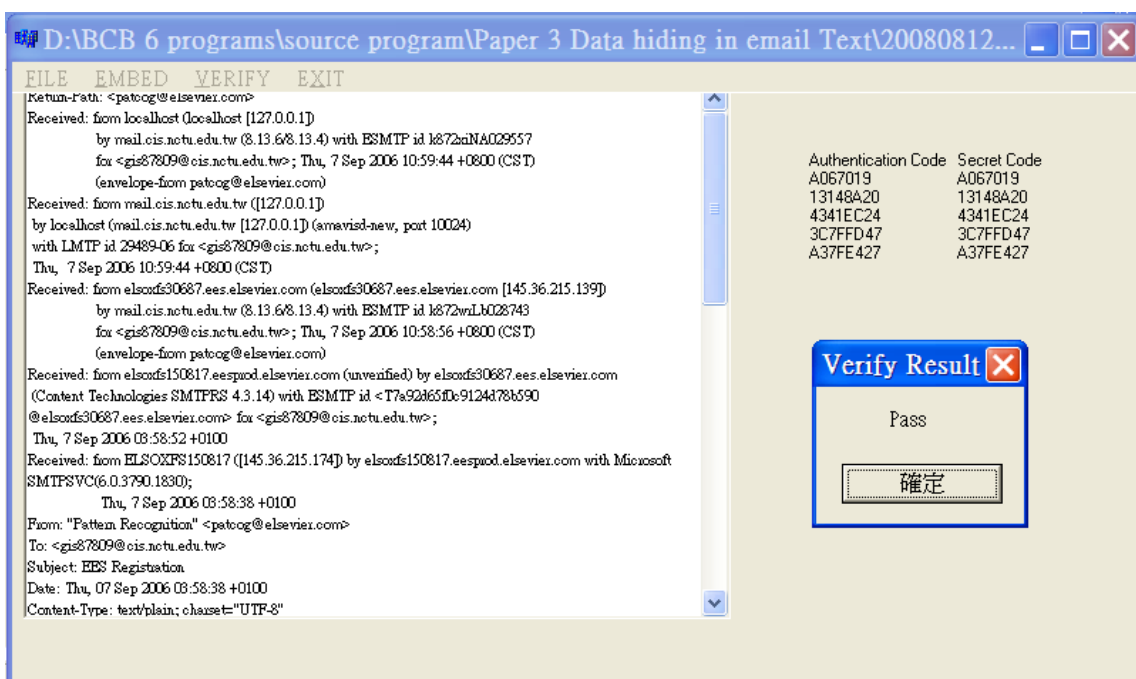 D:\BCB 6 programs\source program\Paper 3 Data hiding in email Text\20080812...
FILE EMBED VERIFY EXIT
Return-Path: <patcog@elsevier.com>
Received: from localhost (localhost [127.0.0.1])
by mail.cis.nctu.edu.tw (8.13.6/8.13.4) with ESMTP id k872xiNA029557
for <gis87809@cis.nctu.edu.tw>; Thu, 7 Sep 2006 10:59:44 +0800 (CST)
(envelope-from patcog@elsevier.com)
Received: from mail.cis.nctu.edu.tw ([127.0.0.1])
by localhost (mail.cis.nctu.edu.tw [127.0.0.1]) (amavisd-new, port 10024)
with LMTP id 29489-06 for <gis87809@cis.nctu.edu.tw>;
Thu, 7 Sep 2006 10:59:44 +0800 (CST)
Received: from elsoxfs30687.ees.elsevier.com (elsoxfs30687.ees.elsevier.com [145.36.215.139])
by mail.cis.nctu.edu.tw (8.13.6/8.13.4) with ESMTP id k872wrLb028743
for <gis87809@cis.nctu.edu.tw>; Thu, 7 Sep 2006 10:58:56 +0800 (CST)
(envelope-from patcog@elsevier.com)
Received: from elsoxfs150817.eesprod.elsevier.com (unverified) by elsoxfs30687.ees.elsevier.com
(Content Technologies SMTPRS 4.3.14) with ESMTP id <T7a92d65f0c9124d78b590
@elsoxfs30687.ees.elsevier.com> for <gis87809@cis.nctu.edu.tw>;
Thu, 7 Sep 2006 03:58:52 +0100
Received: from ELSOXFS150817 ([145.36.215.174]) by elsoxfs150817.eesprod.elsevier.com with Microsoft
SMTPSVC(6.0.3790.1830);
Thu, 7 Sep 2006 03:58:38 +0100
From: "Pattern Recognition" <patcog@elsevier.com>
To: <gis87809@cis.nctu.edu.tw>
Subject: EES Registration
Date: Thu, 07 Sep 2006 03:58:38 +0100
Content-Type: text/plain; charset="UTF-8"
Authentication Code Secret Code
A067019 A067019
13148A20 13148A20
4341EC24 4341EC24
3C7FFD47 3C7FFD47
A37FE427 A37FE427
Verify Result
Pass
確定